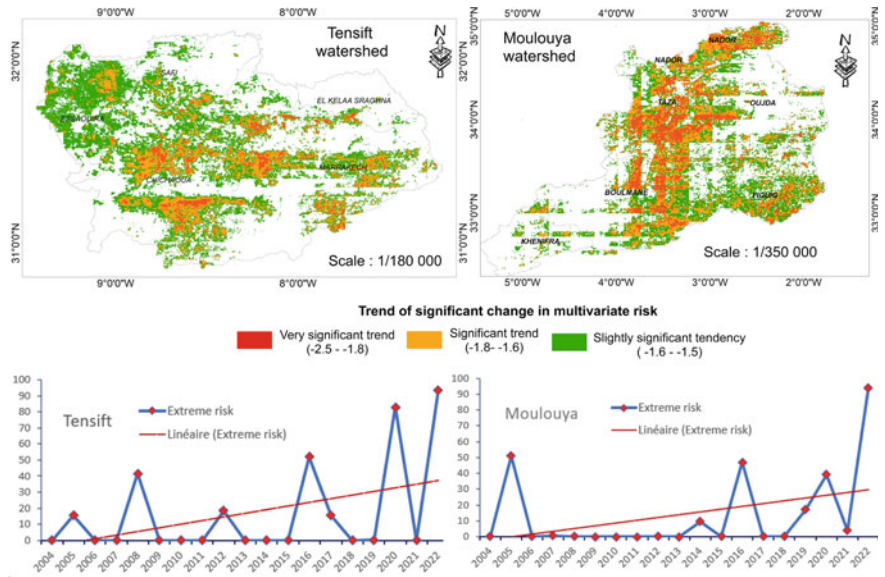 9°0'0"W
8°0'0"W
Tensift
watershed
N
32°0'0"N
31°0'0"N
SAFI
EL KELAA SRAGHNA
ESSAOUIRA
MARRAKECH
CHICHAOUA
Scale : 1/180 000
9°0'0"W
8°0'0"W
5°0'0"W
4°0'0"W
3°0'0"W
2°0'0"W
Moulouya
watershed
N
35°0'0"N
34°0'0"N
33°0'0"N
NADOR
NADOR
TAZA
OUJDA
BOULMANE
FIGUIG
KHENIFRA
Scale : 1/350 000
5°0'0"W
4°0'0"W
3°0'0"W
2°0'0"W
Trend of significant change in multivariate risk
Very significant trend
(-2.5 - -1.8)
Significant trend
(-1.8- -1.6)
Slightly significant tendency
( -1.6 - -1.5)
100
90
80
70
60
50
40
30
20
10
0
Tensift
Extreme risk
Linéaire (Extreme risk)
2004
2005
2006
2007
2008
2009
2010
2011
2012
2013
2014
2015
2016
2017
2018
2019
2020
2021
2022
100
90
80
70
60
50
40
30
20
10
0
Moulouya
Extreme risk
Linéaire (Extreme risk)
2004
2005
2006
2007
2008
2009
2010
2011
2012
2013
2014
2015
2016
2017
2018
2019
2020
2021
2022